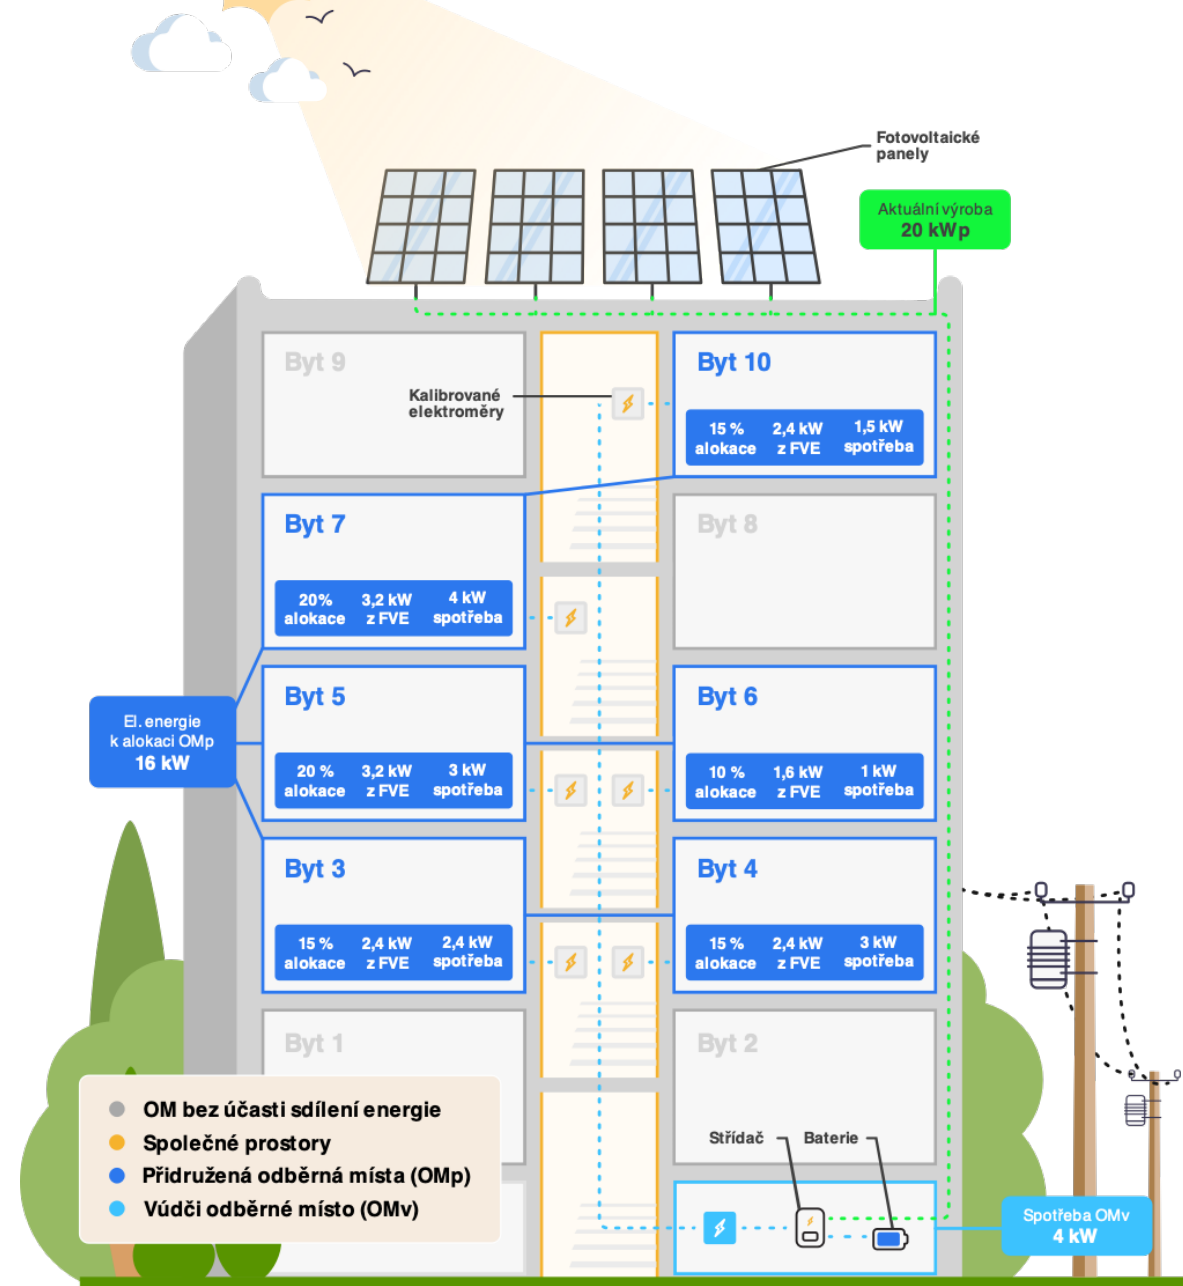 Fotovoltaické
panely
Aktuální výroba
20 kWp
Byt 9
Kalibrované
elektroměry
Byt 10
15 % 2,4 kW 1,5 kW
alokace z FVE spotřeba
Byt 7
20% 3,2 kW 4 kW
alokace z FVE spotřeba
Byt 8
El. energie
k alokaci OMp
16 kW
Byt 5
20 % 3,2 kW 3 kW
alokace z FVE spotřeba
Byt 6
10 % 1,6 kW 1 kW
alokace z FVE spotřeba
Byt 3
15 % 2,4 kW 2,4 kW
alokace z FVE spotřeba
Byt 4
15 % 2,4 kW 3 kW
alokace z FVE spotřeba
Byt 1
Byt 2
OM bez účasti sdílení energie
Společné prostory
Přidružená odběrná místa (OMp)
Vúdči odběrné místo (OMv)
Střídač
Baterie
Spotřeba OMv
4 kW